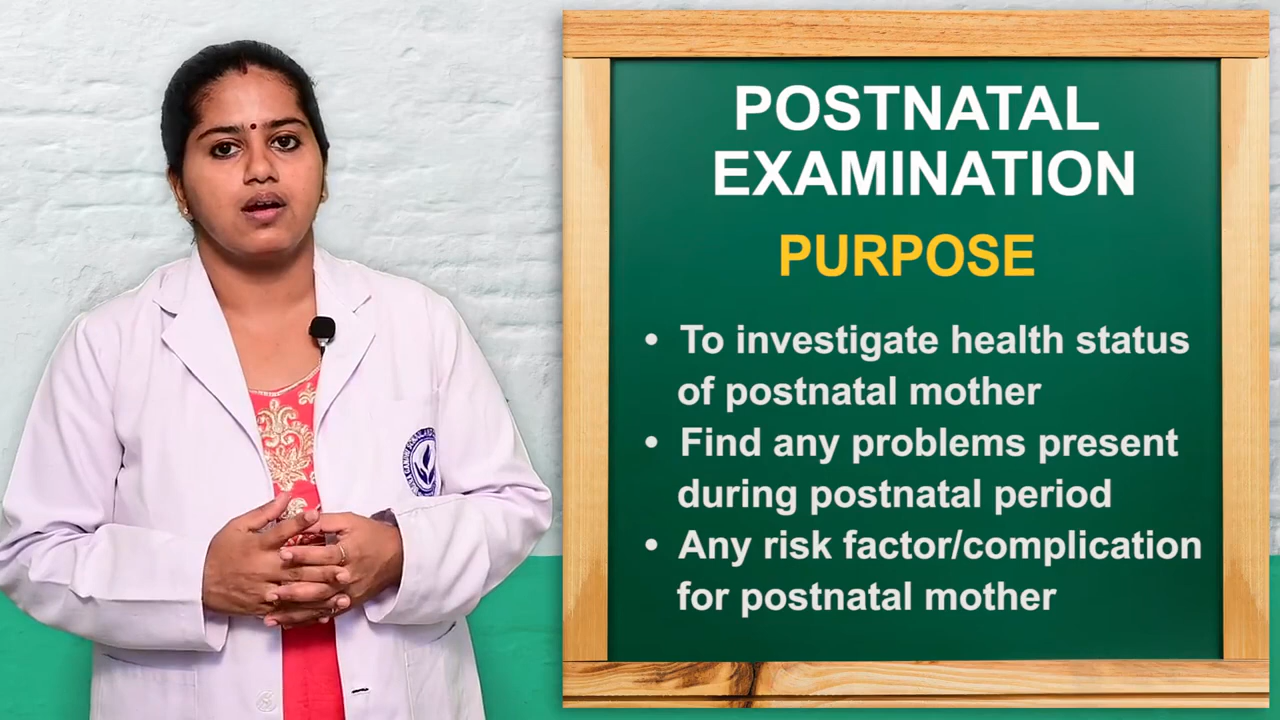 POSTNATAL
EXAMINATION
PURPOSE
• To investigate health status
of postnatal mother
• Find any problems present
during postnatal period
• Any risk factor/complication
for postnatal mother